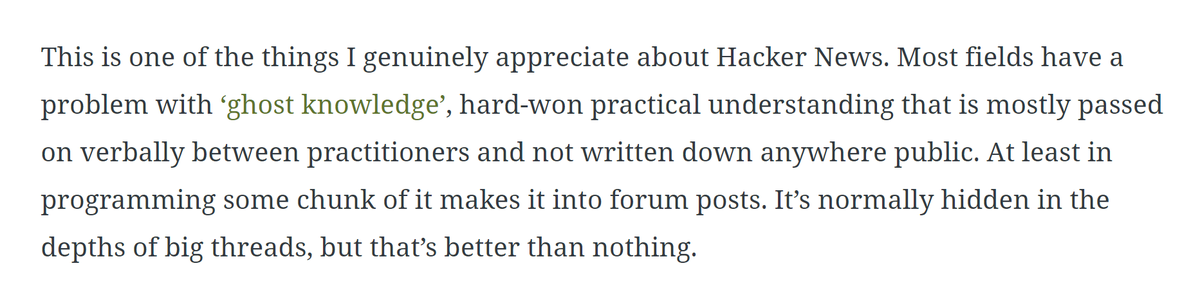 This is one of the things I genuinely appreciate about Hacker News. Most fields have a
problem with ‘ghost knowledge’, hard-won practical understanding that is mostly passed
on verbally between practitioners and not written down anywhere public. At least in
programming some chunk of it makes it into forum posts. It’s normally hidden in the
depths of big threads, but that’s better than nothing.